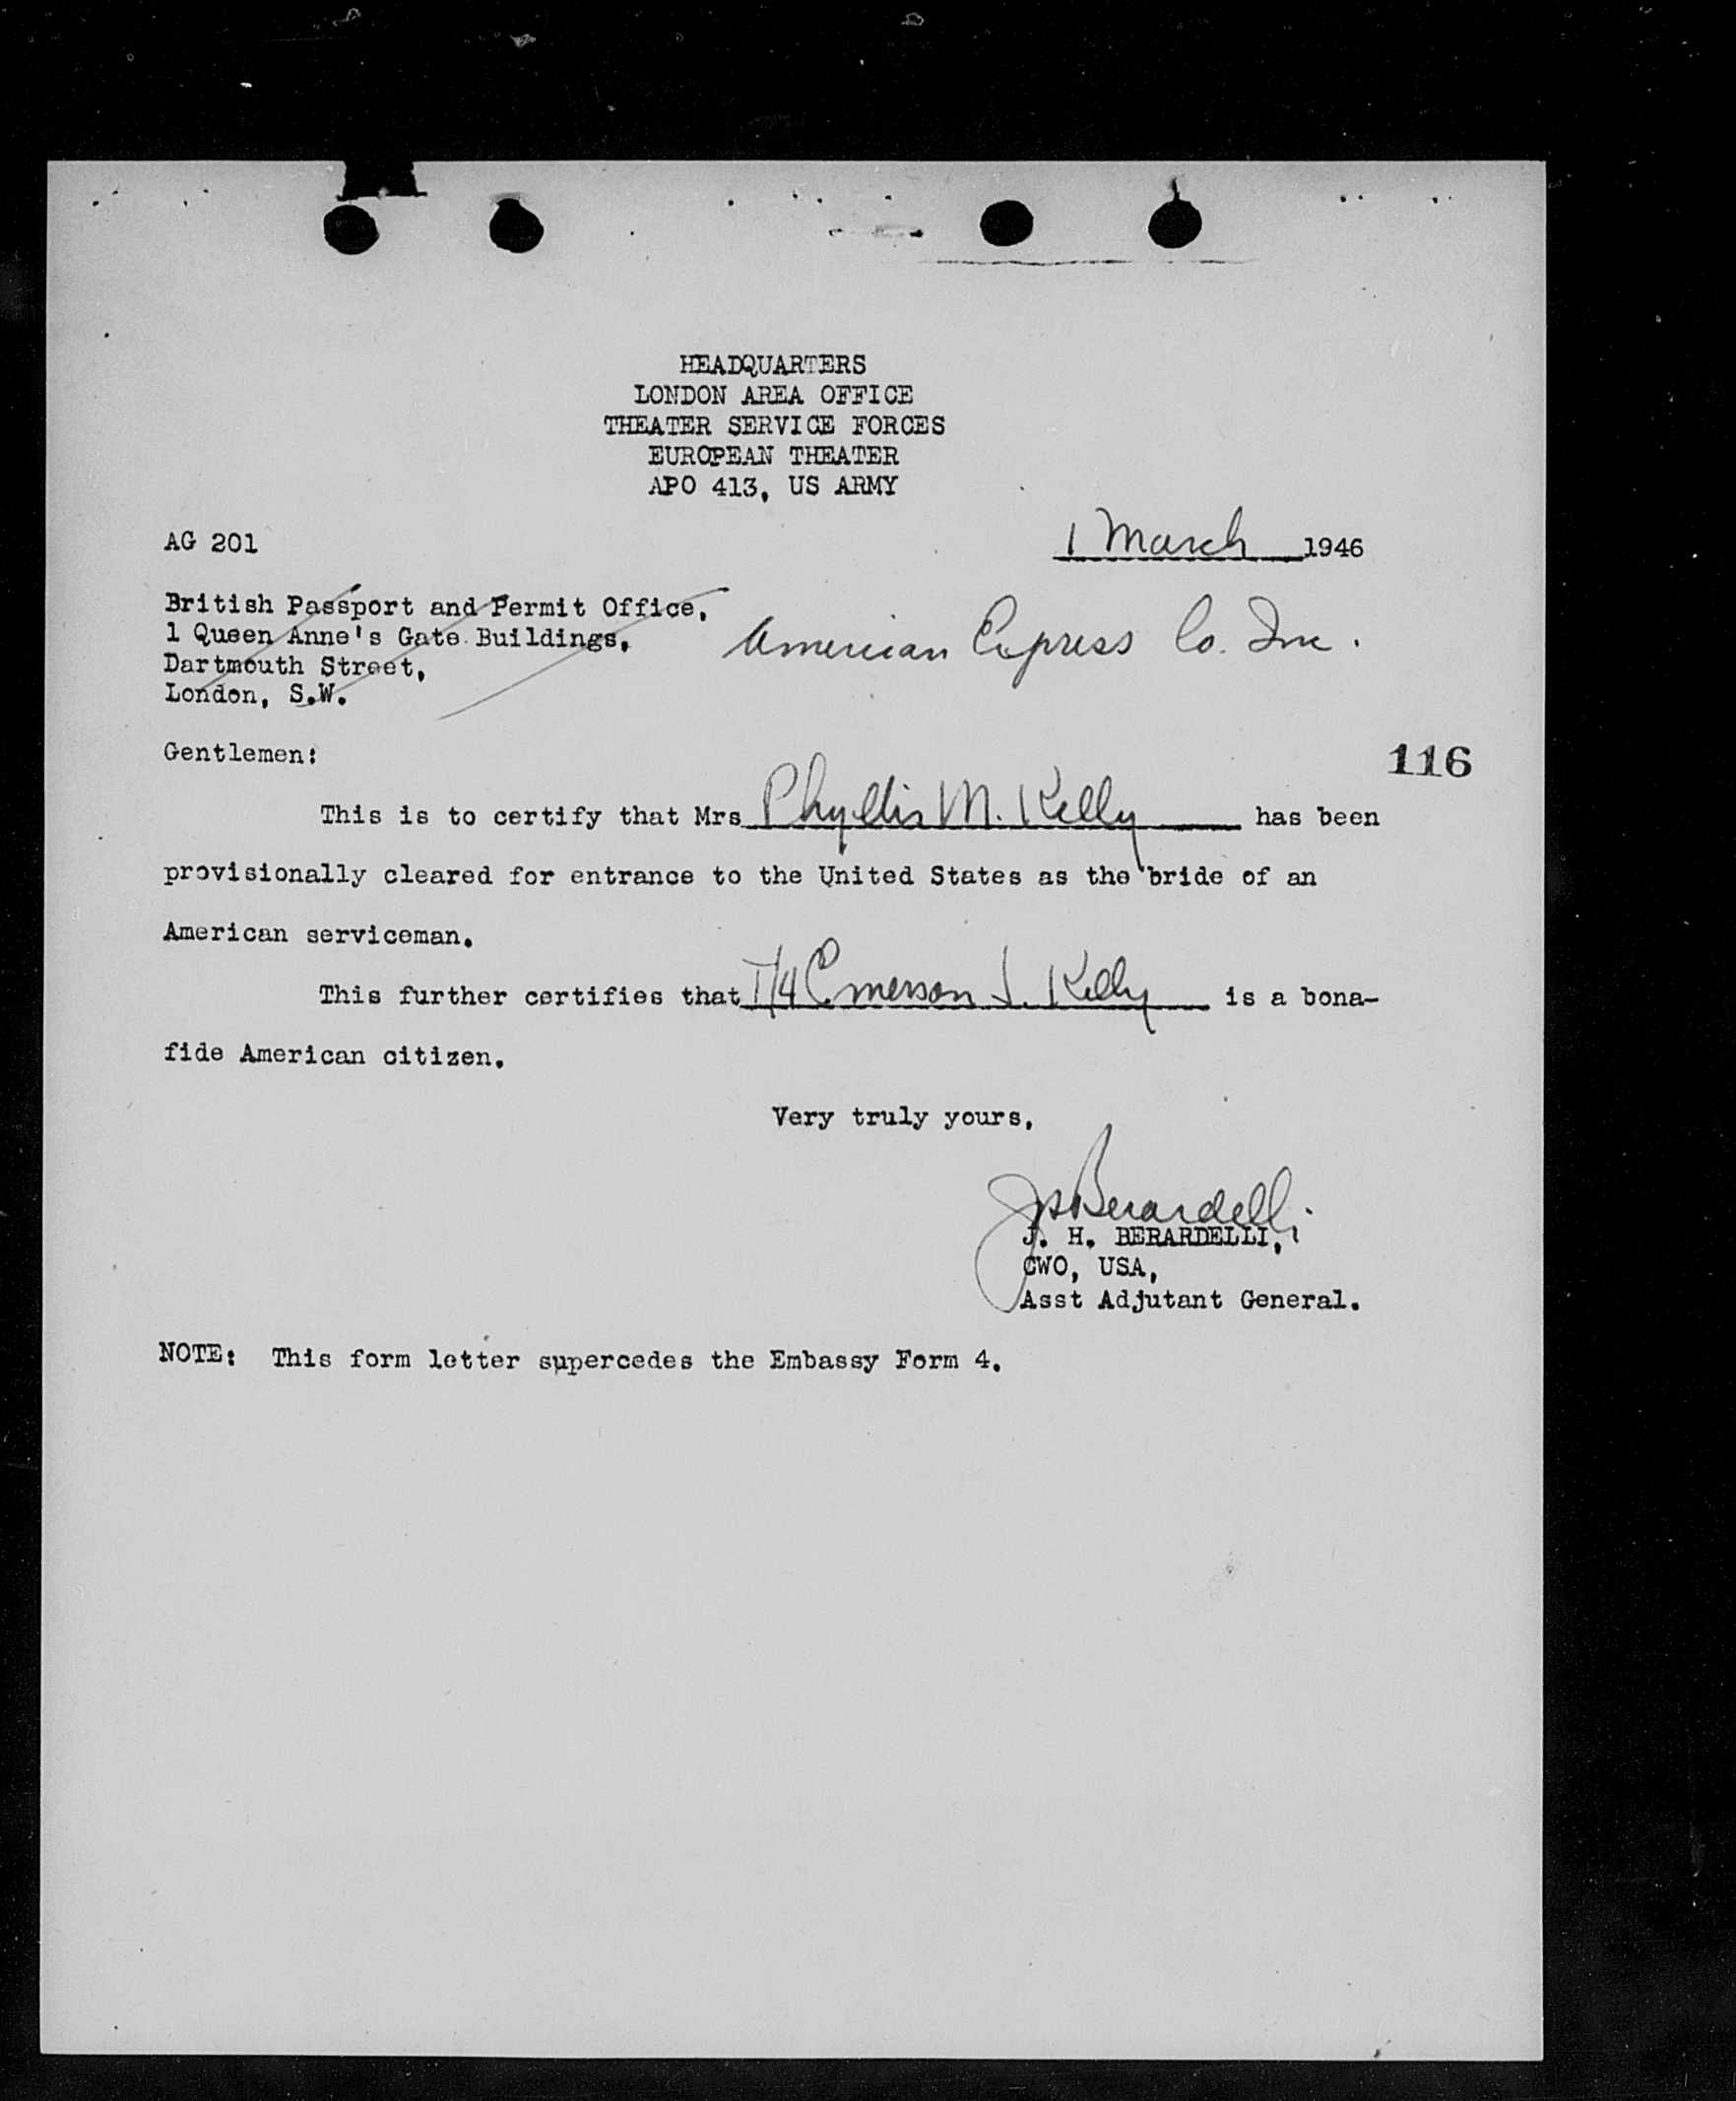 HEADQUARTERS
LONDON AREA OFFICE
THEATER SERVICE FORCES
EUROPEAN THEATER
APO 413, US ARMY
AG 201
1 March 1946
British Passport and Permit Office,
1 Queen Anne's Gate Buildings,
Dartmouth Street,
London, S.W.
American Express Co. Inc.
Gentlemen:
116
This is to certify that Mrs Phyllis M. Kelly has been
provisionally cleared for entrance to the United States as the bride of an
American serviceman.
This further certifies that T/4 Emerson J. Kelly is a bona-
fide American citizen.
Very truly yours,
JHBerardelli
J. H. BERARDELLI,
CWO, USA,
Asst Adjutant General.
NOTE: This form letter supercedes the Embassy Form 4.